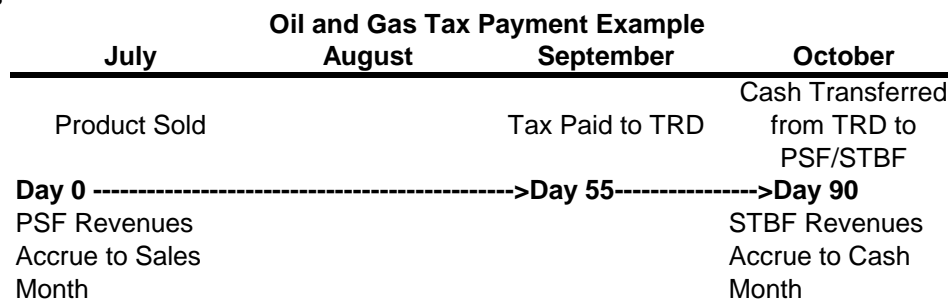 Oil and Gas Tax Payment Example
July August September October
Cash Transferred
Product Sold Tax Paid to TRD from TRD to
PSF/STBF
Day 0 ----------------------------------------------->Day 55---------------->Day 90
PSF Revenues STBF Revenues
Accrue to Sales Accrue to Cash
Month Month